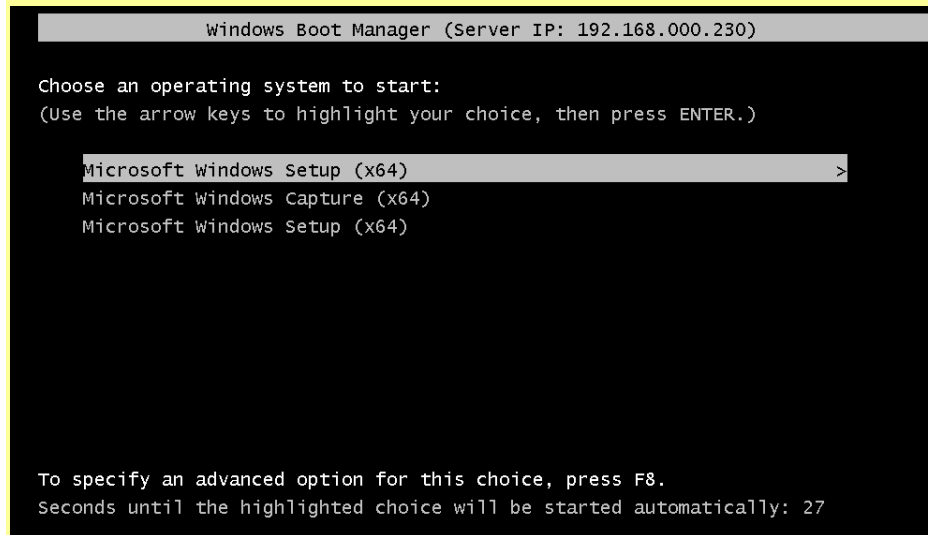 Windows Boot Manager (Server IP: 192.168.000.230)
Choose an operating system to start:
(Use the arrow keys to highlight your choice, then press ENTER.)
Microsoft Windows Setup (x64) >
Microsoft Windows Capture (x64)
Microsoft Windows Setup (x64)
To specify an advanced option for this choice, press F8.
Seconds until the highlighted choice will be started automatically: 27